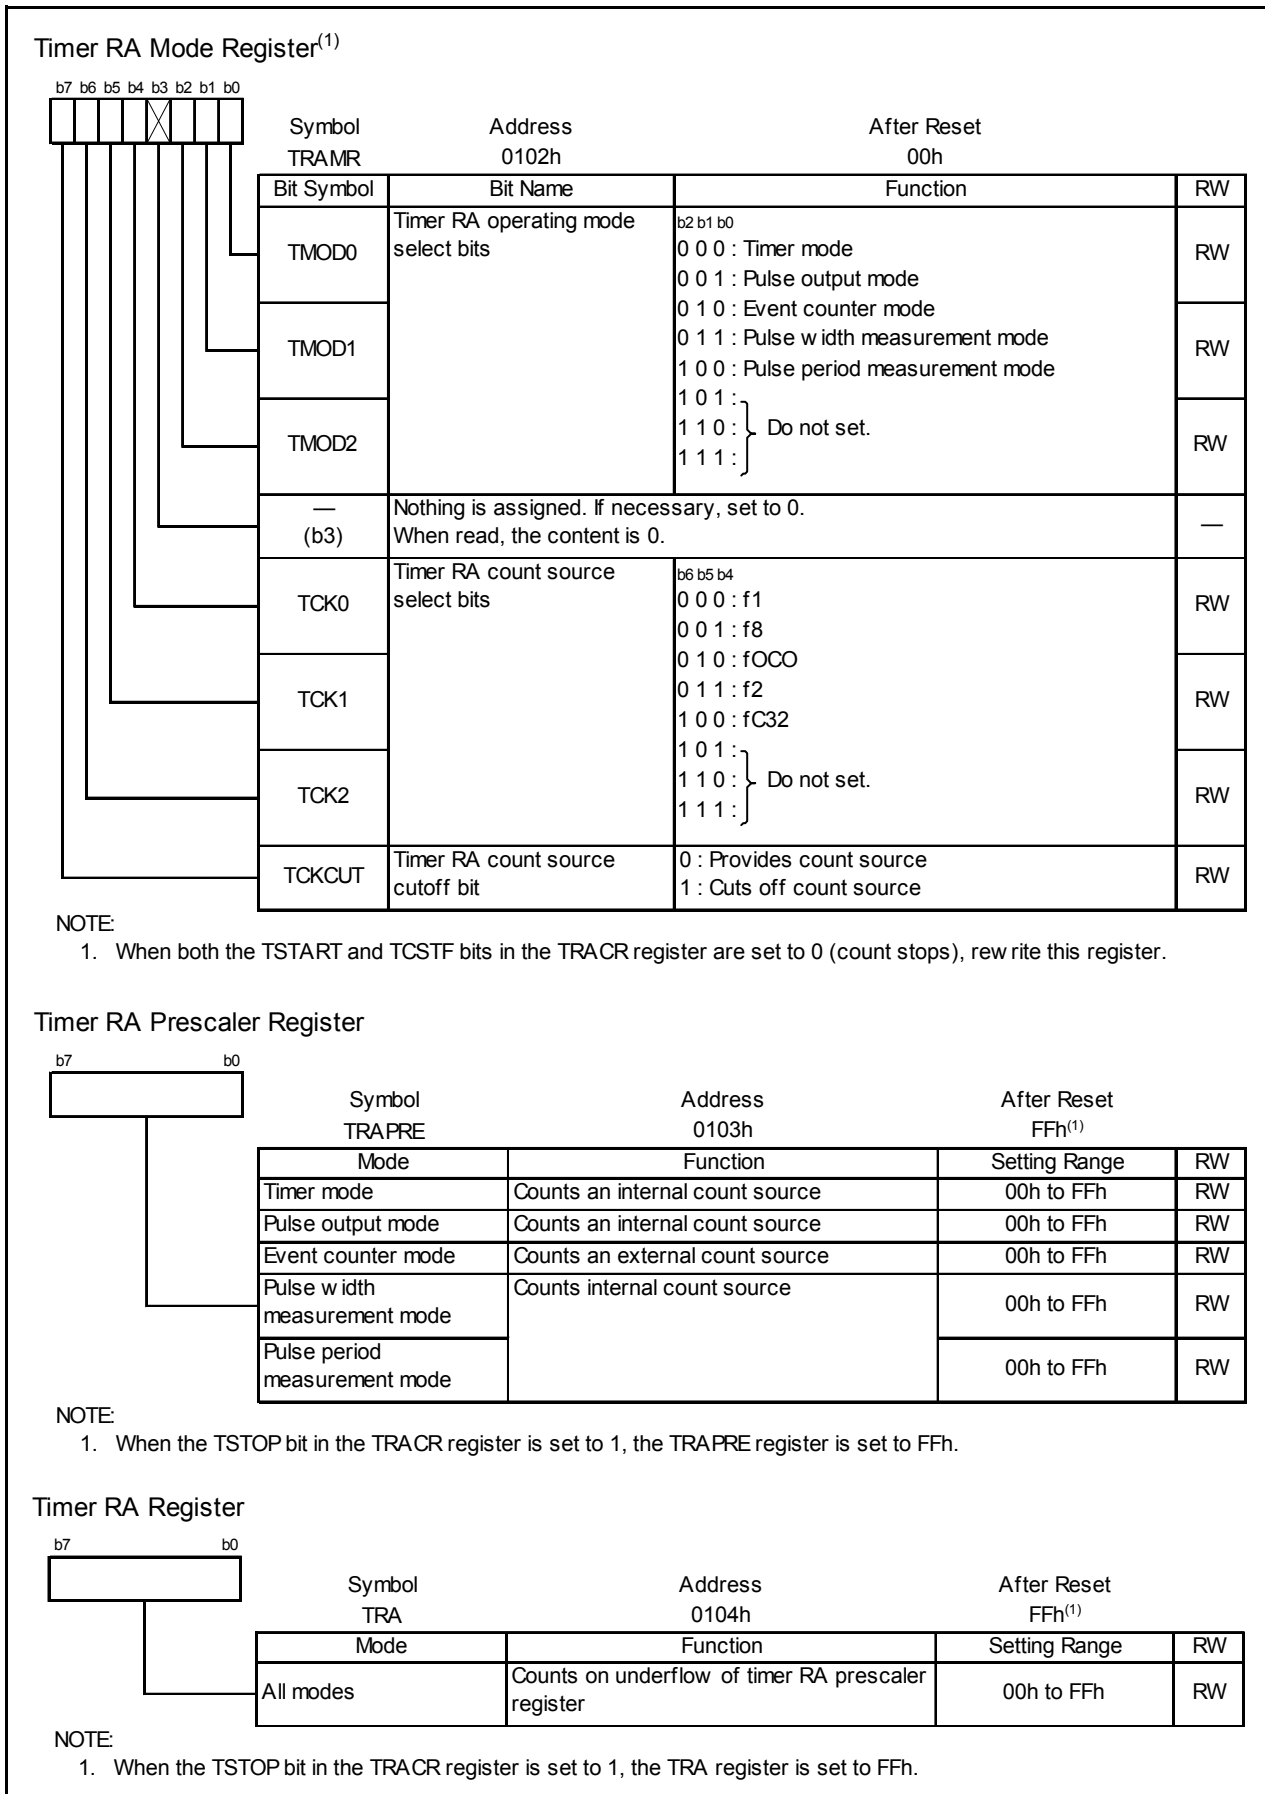 Timer RA Mode Register(1)
b7 b6 b5 b4 b3 b2 b1 b0
Symbol Address After Reset
TRAMR 0102h 00h
Bit Symbol Bit Name Function RW
TMOD0 Timer RA operating mode select bits b2 b1 b0 RW
0 0 0 : Timer mode
0 0 1 : Pulse output mode
0 1 0 : Event counter mode
TMOD1 0 1 1 : Pulse width measurement mode RW
1 0 0 : Pulse period measurement mode
1 0 1 :
TMOD2 1 1 0 : Do not set. RW
1 1 1 :
— (b3) Nothing is assigned. If necessary, set to 0. —
When read, the content is 0.
TCK0 Timer RA count source select bits b6 b5 b4 RW
0 0 0 : f1
0 0 1 : f8
0 1 0 : fOCO
TCK1 0 1 1 : f2 RW
1 0 0 : fC32
1 0 1 :
TCK2 1 1 0 : Do not set. RW
1 1 1 :
TCKCUT Timer RA count source cutoff bit 0 : Provides count source RW
1 : Cuts off count source
NOTE:
1. When both the TSTART and TCSTF bits in the TRACR register are set to 0 (count stops), rewrite this register.
Timer RA Prescaler Register
b7 b0
Symbol Address After Reset
TRAPRE 0103h FFh(1)
Mode Function Setting Range RW
Timer mode Counts an internal count source 00h to FFh RW
Pulse output mode Counts an internal count source 00h to FFh RW
Event counter mode Counts an external count source 00h to FFh RW
Pulse width measurement mode Counts internal count source 00h to FFh RW
Pulse period measurement mode 00h to FFh RW
NOTE:
1. When the TSTOP bit in the TRACR register is set to 1, the TRAPRE register is set to FFh.
Timer RA Register
b7 b0
Symbol Address After Reset
TRA 0104h FFh(1)
Mode Function Setting Range RW
All modes Counts on underflow of timer RA prescaler register 00h to FFh RW
NOTE:
1. When the TSTOP bit in the TRACR register is set to 1, the TRA register is set to FFh.